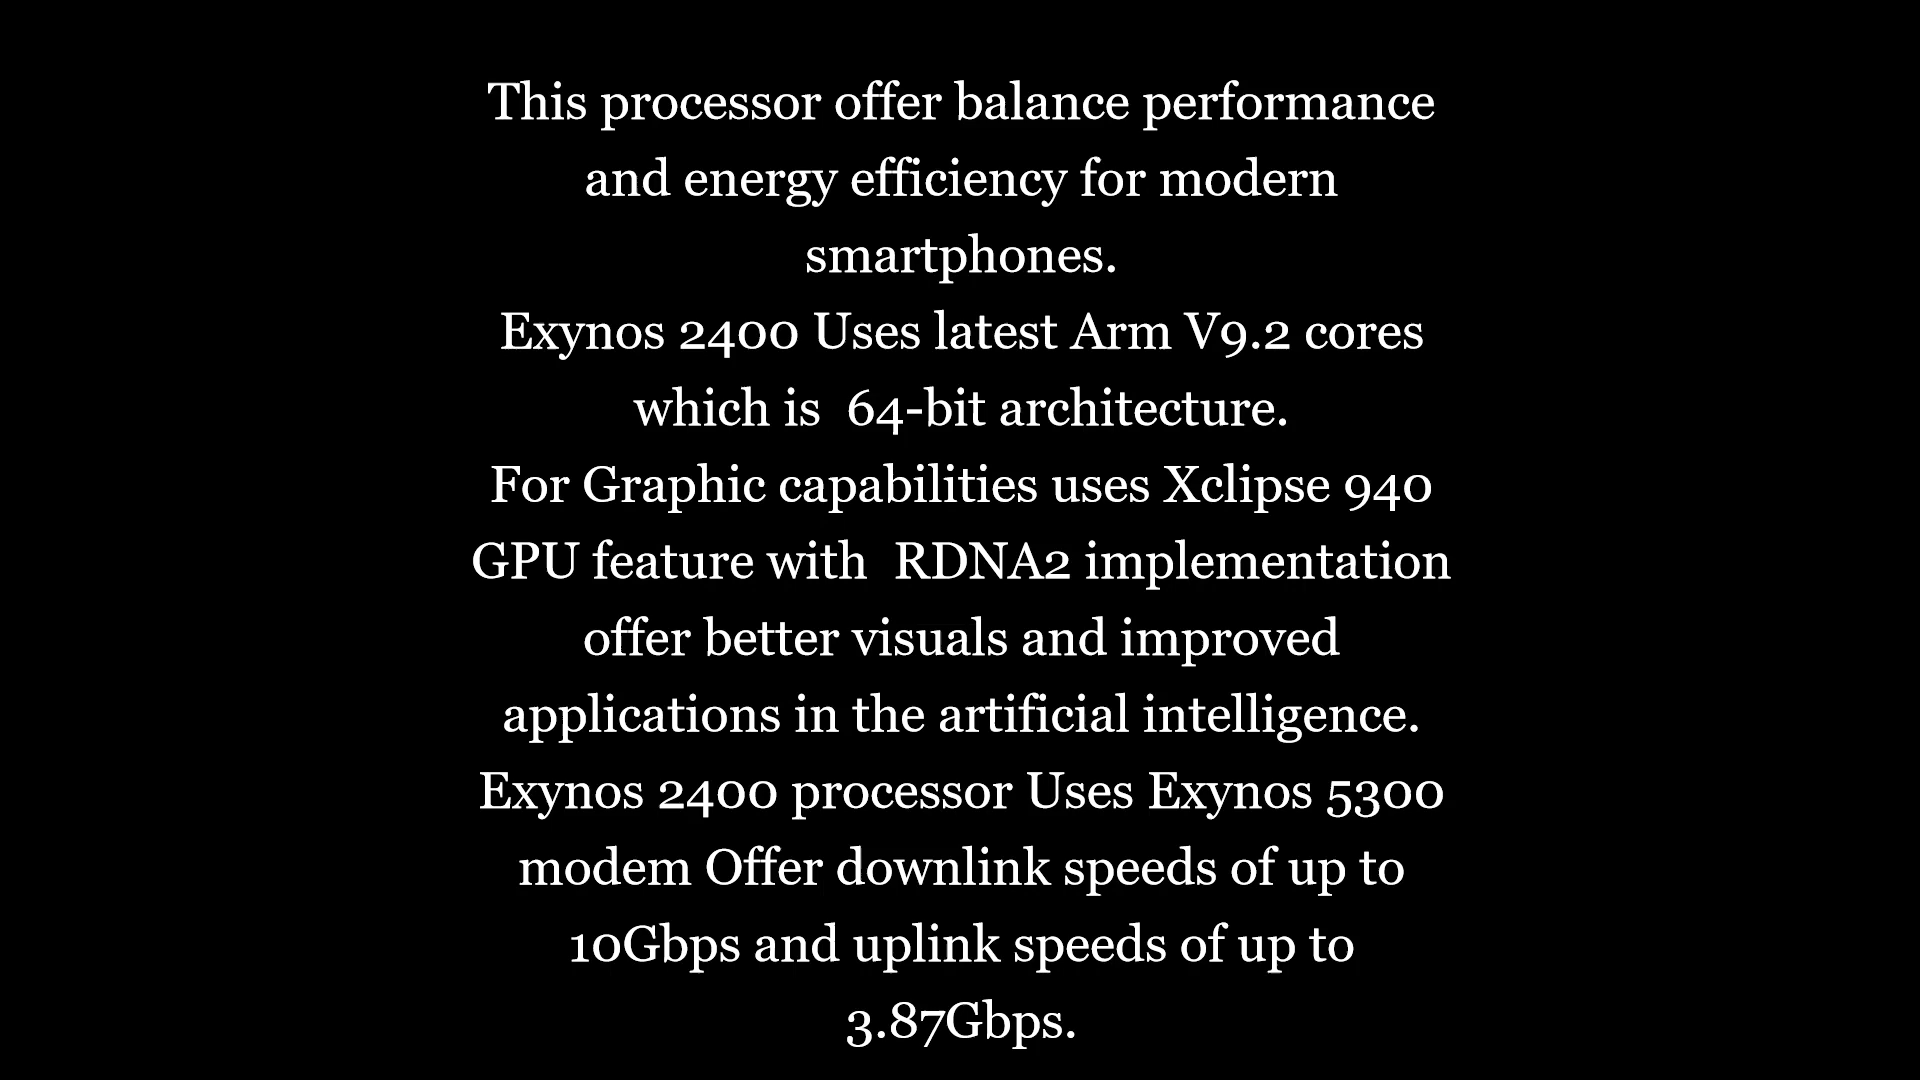 This processor offer balance performance
and energy efficiency for modern
smartphones.
Exynos 2400 Uses latest Arm V9.2 cores
which is  64-bit architecture.
For Graphic capabilities uses Xclipse 940
GPU feature with  RDNA2 implementation
offer better visuals and improved
applications in the artificial intelligence.
Exynos 2400 processor Uses Exynos 5300
modem Offer downlink speeds of up to
10Gbps and uplink speeds of up to
3.87Gbps.